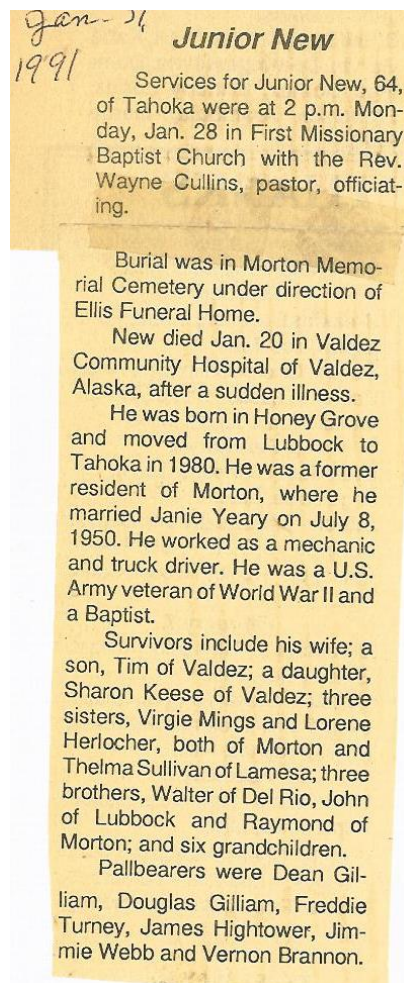 Jan - 31
1991
Junior New
Services for Junior New, 64,
of Tahoka were at 2 p.m. Mon-
day, Jan. 28 in First Missionary
Baptist Church with the Rev.
Wayne Cullins, pastor, officiat-
ing.
Burial was in Morton Memo-
rial Cemetery under direction of
Ellis Funeral Home.
New died Jan. 20 in Valdez
Community Hospital of Valdez,
Alaska, after a sudden illness.
He was born in Honey Grove
and moved from Lubbock to
Tahoka in 1980. He was a former
resident of Morton, where he
married Janie Yeary on July 8,
1950. He worked as a mechanic
and truck driver. He was a U.S.
Army veteran of World War II and
a Baptist.
Survivors include his wife; a
son, Tim of Valdez; a daughter,
Sharon Keese of Valdez; three
sisters, Virgie Mings and Lorene
Herlocher, both of Morton and
Thelma Sullivan of Lamesa; three
brothers, Walter of Del Rio, John
of Lubbock and Raymond of
Morton; and six grandchildren.
Pallbearers were Dean Gil-
liam, Douglas Gilliam, Freddie
Turney, James Hightower, Jim-
mie Webb and Vernon Brannon.